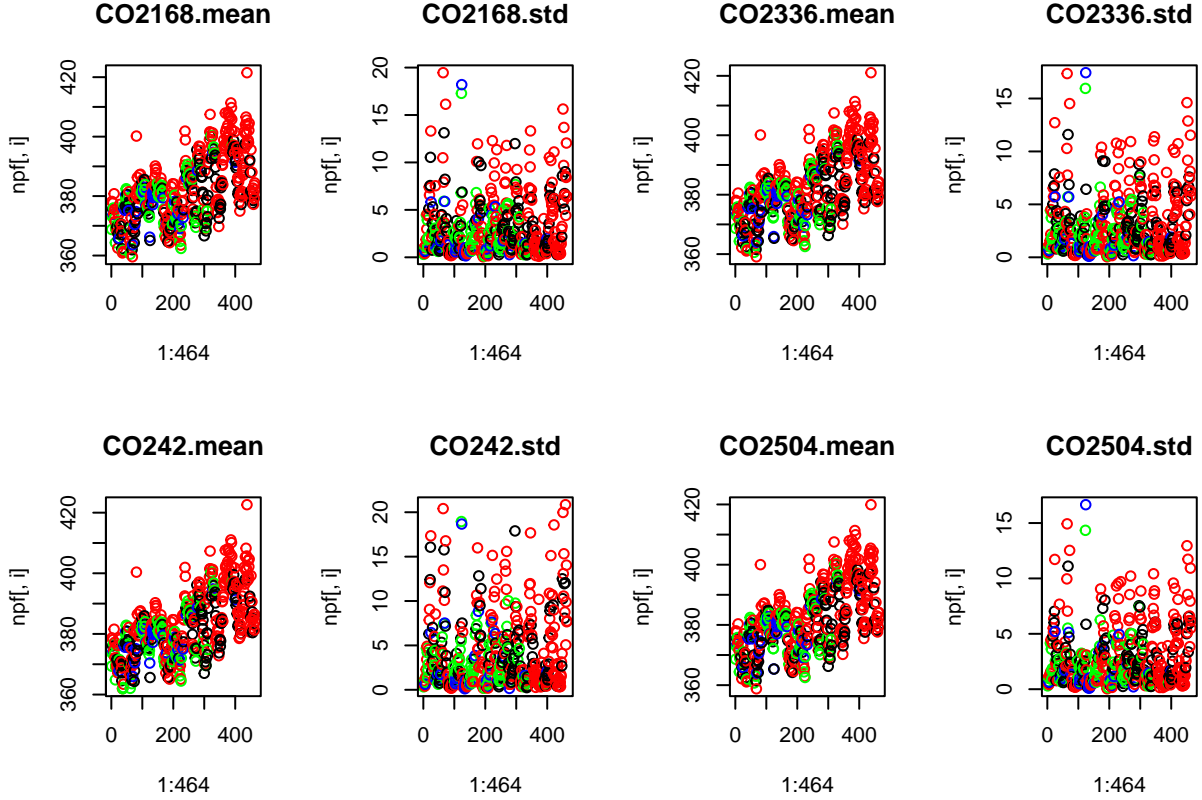 CO2168.mean
npf[, i]
360 380 400 420
0 200 400
1:464
CO2168.std
npf[, i]
0 5 10 15 20
0 200 400
1:464
CO2336.mean
npf[, i]
360 380 400 420
0 200 400
1:464
CO2336.std
npf[, i]
0 5 10 15
0 200 400
1:464
CO242.mean
npf[, i]
360 380 400 420
0 200 400
1:464
CO242.std
npf[, i]
0 5 10 15 20
0 200 400
1:464
CO2504.mean
npf[, i]
360 380 400 420
0 200 400
1:464
CO2504.std
npf[, i]
0 5 10 15
0 200 400
1:464